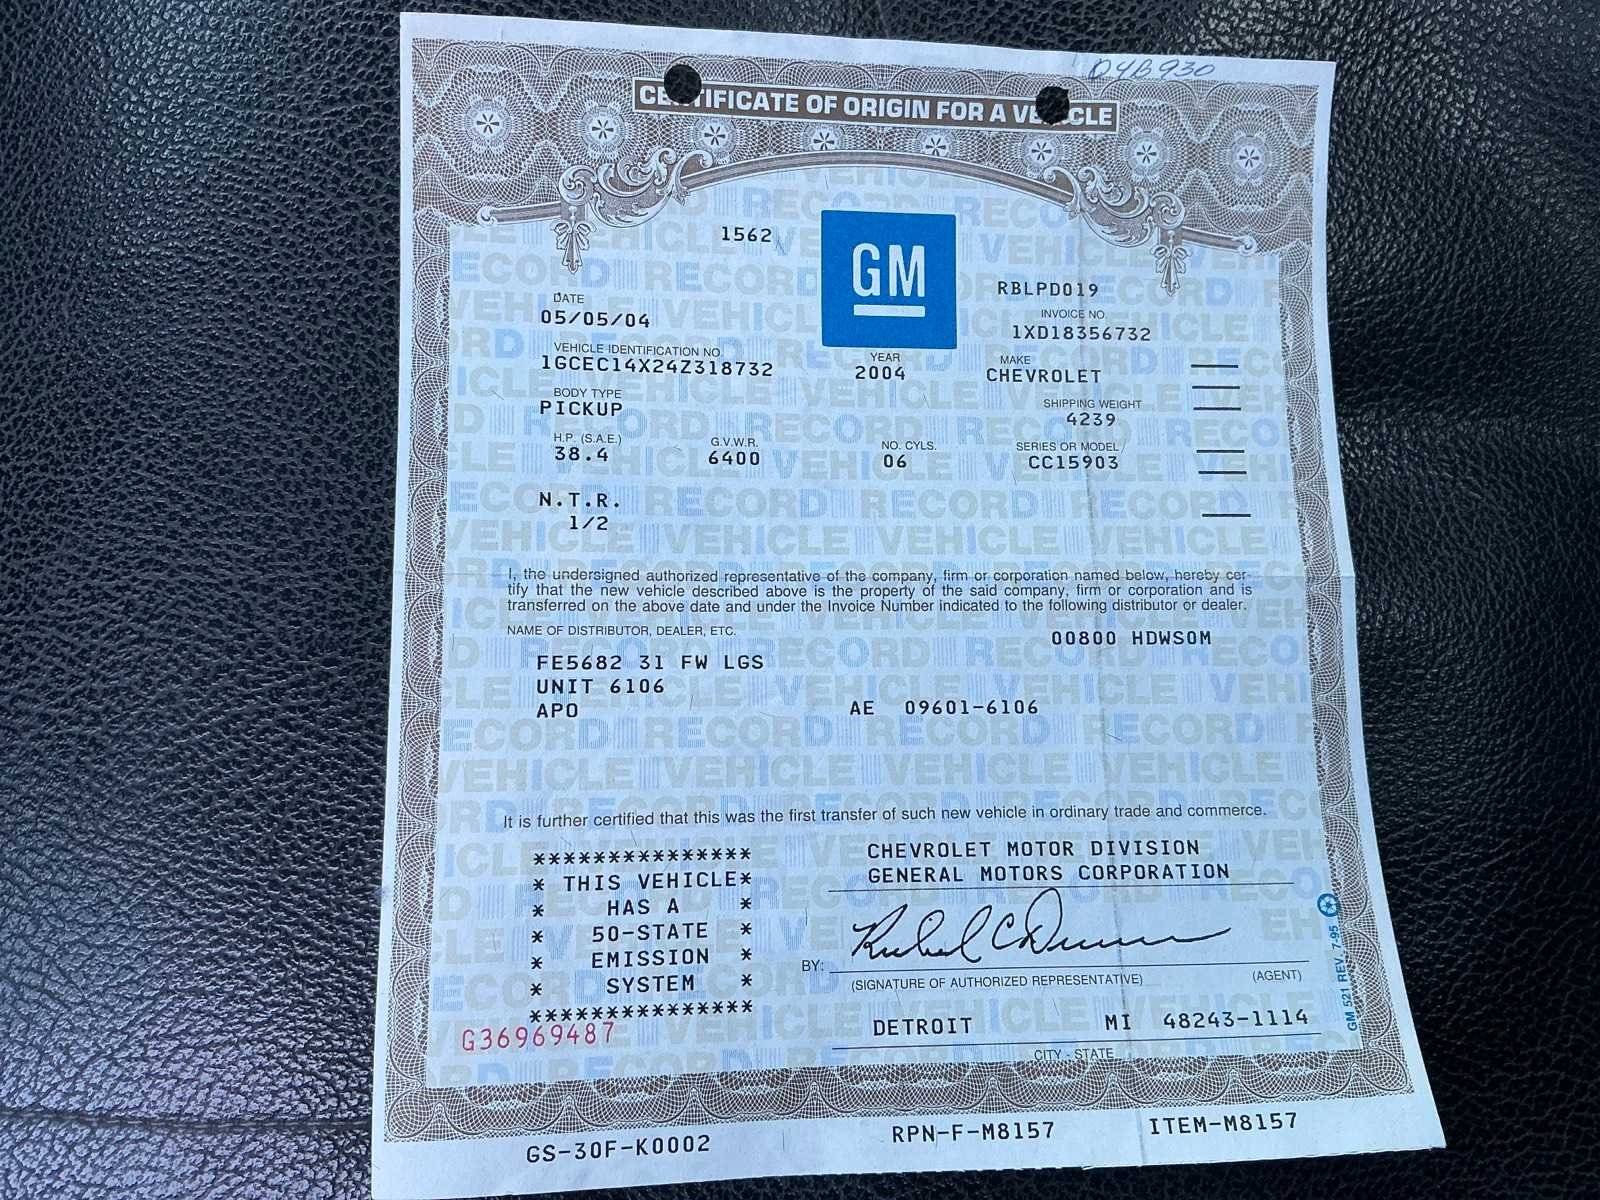 04B930
CERTIFICATE OF ORIGIN FOR A VEHICLE
1562
GM
RBLPD019
DATE
05/05/04
INVOICE NO.
1XD18356732
VEHICLE IDENTIFICATION NO.
1GCEC14X24Z318732
YEAR
2004
MAKE
CHEVROLET
BODY TYPE
PICKUP
SHIPPING WEIGHT
4239
H.P. (S.A.E.)
38.4
G.V.W.R.
6400
NO. CYLS.
06
SERIES OR MODEL
CC15903
N.T.R.
1/2
I, the undersigned authorized representative of the company, firm or corporation named below, hereby cer-
tify that the new vehicle described above is the property of the said company, firm or corporation and is
transferred on the above date and under the Invoice Number indicated to the following distributor or dealer.
NAME OF DISTRIBUTOR, DEALER, ETC.
00800 HDWSOM
FE5682 31 FW LGS
UNIT 6106
APO AE 09601-6106
It is further certified that this was the first transfer of such new vehicle in ordinary trade and commerce.
***************
* THIS VEHICLE*
* HAS A *
* 50-STATE *
* EMISSION *
* SYSTEM *
***************
G36969487
CHEVROLET MOTOR DIVISION
GENERAL MOTORS CORPORATION
BY:
(SIGNATURE OF AUTHORIZED REPRESENTATIVE) (AGENT)
DETROIT MI 48243-1114
CITY - STATE
GM 521 REV. 7-95
GS-30F-K0002 RPN-F-M8157 ITEM-M8157